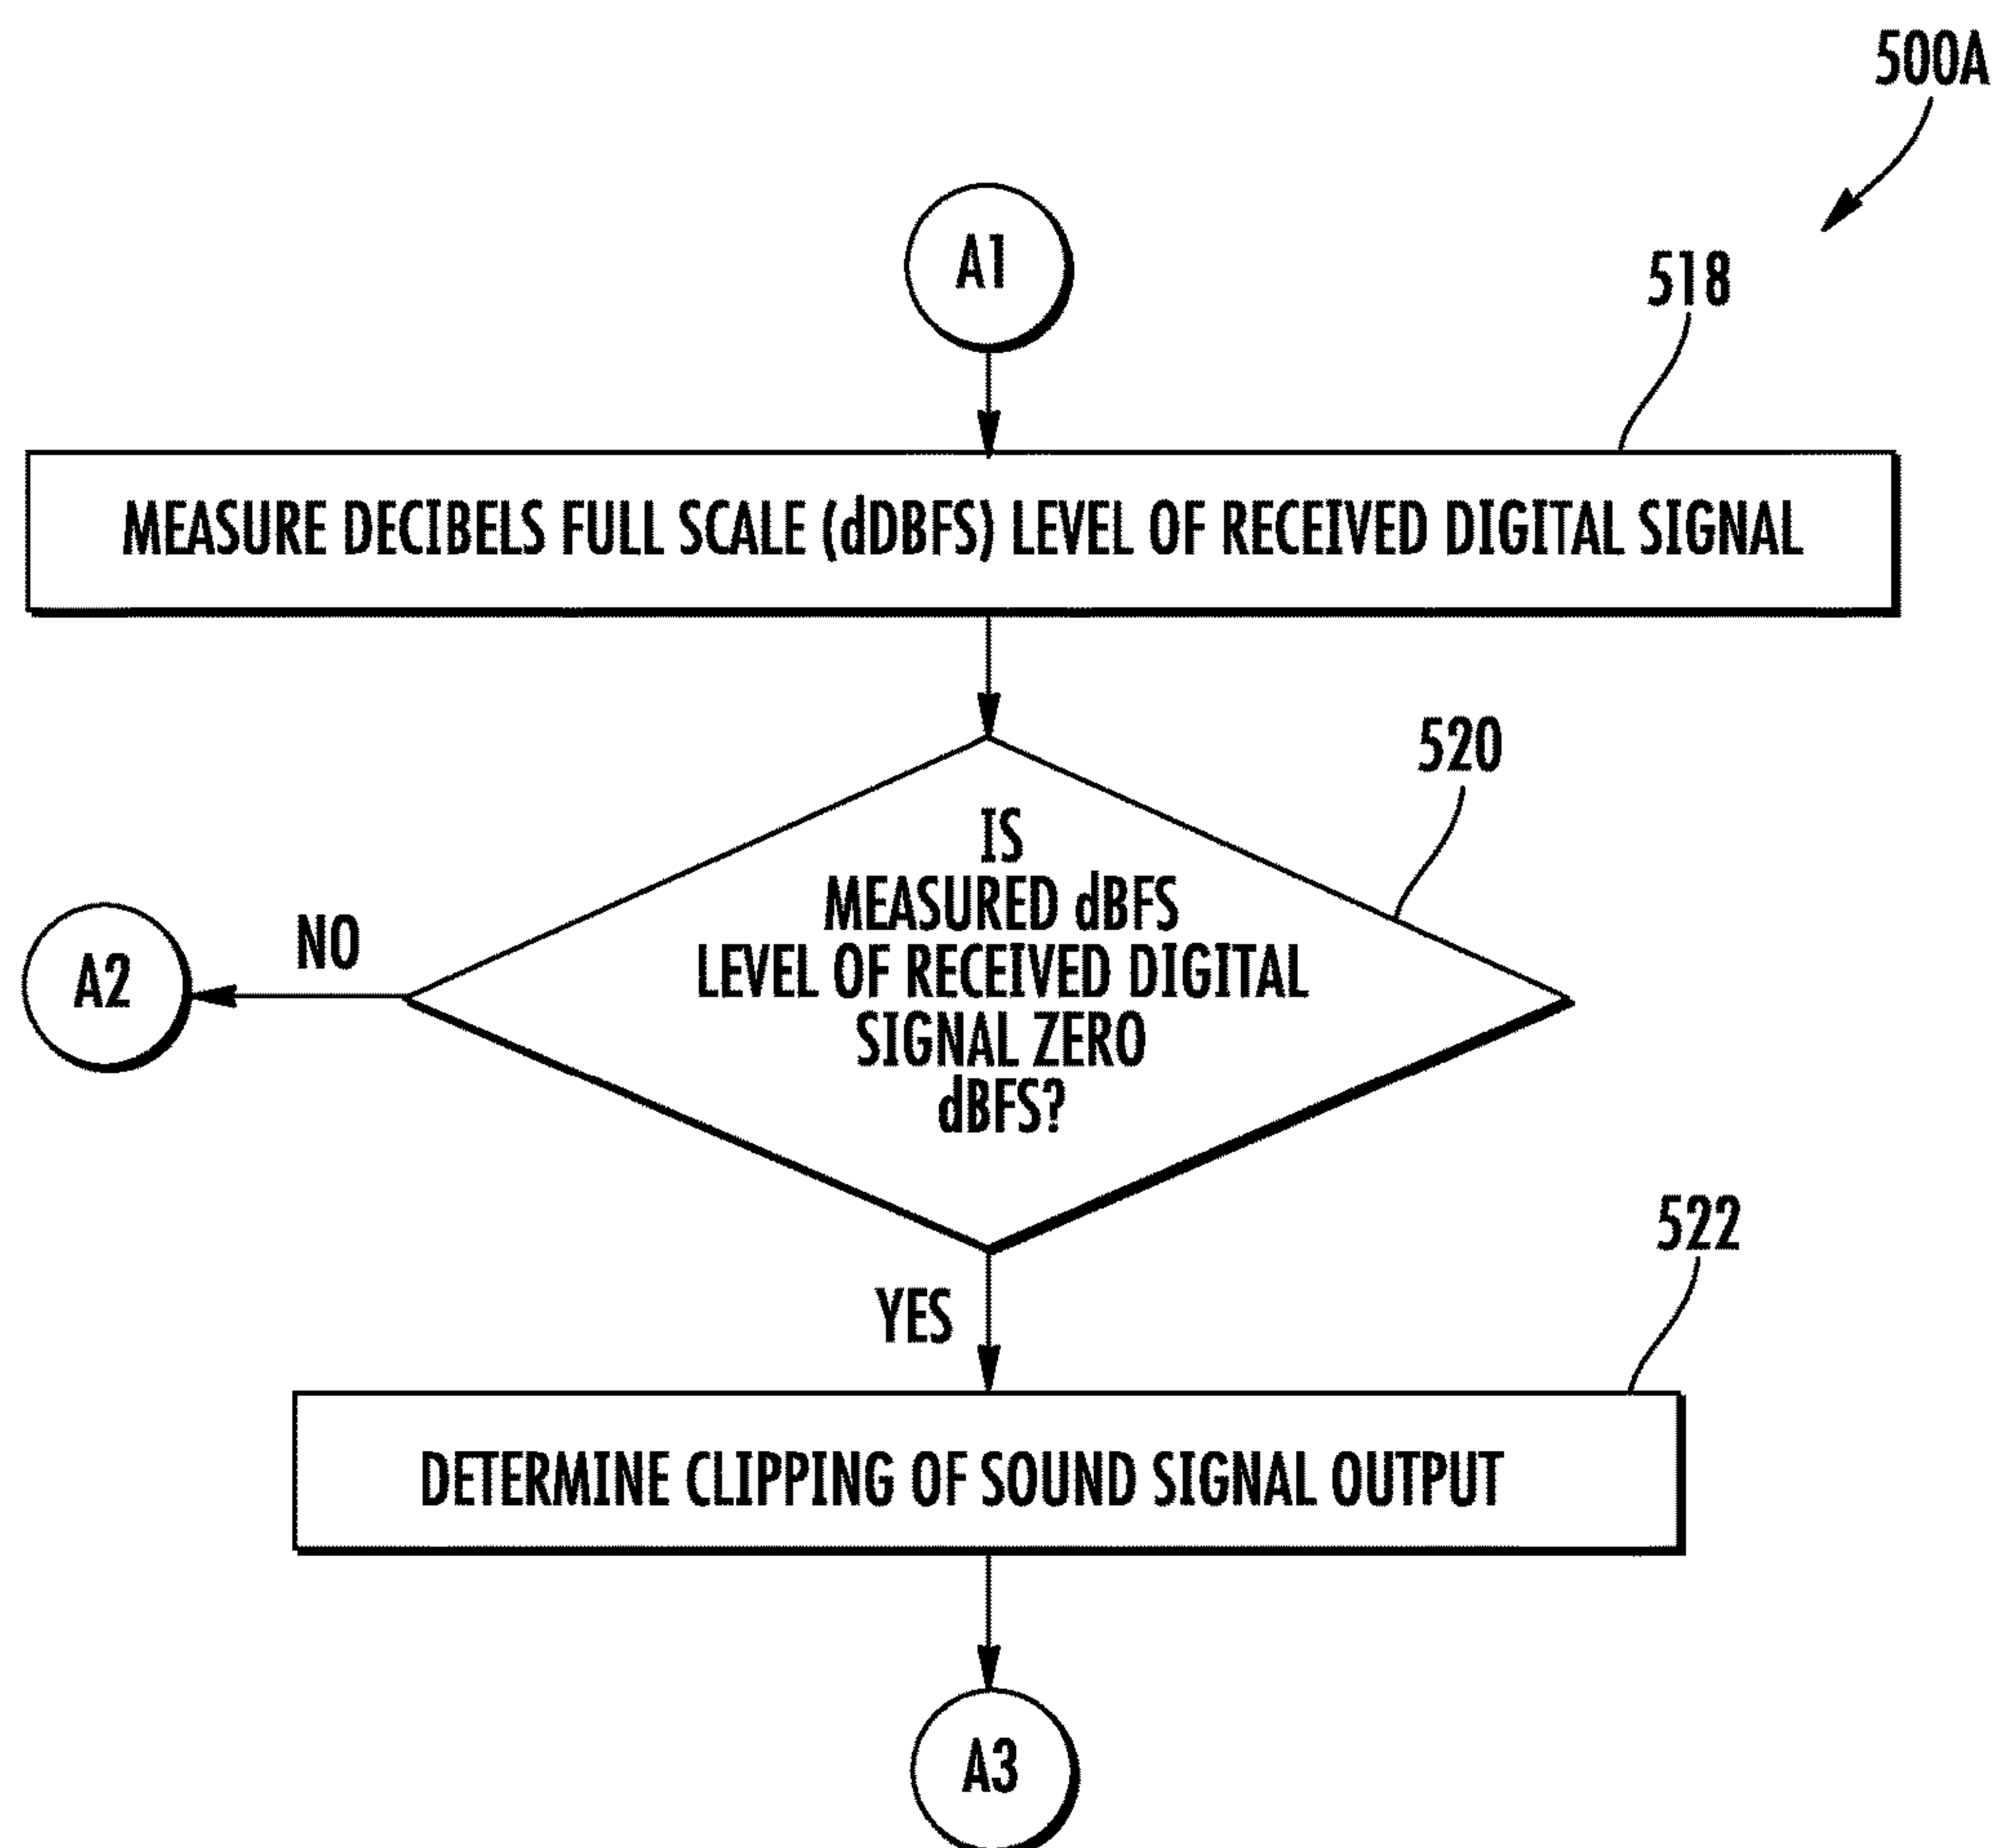 500A
A1
518
MEASURE DECIBELS FULL SCALE (dDBFS) LEVEL OF RECEIVED DIGITAL SIGNAL
520
IS
MEASURED dBFS
LEVEL OF RECEIVED DIGITAL
SIGNAL ZERO
dBFS?
NO
A2
YES
522
DETERMINE CLIPPING OF SOUND SIGNAL OUTPUT
A3